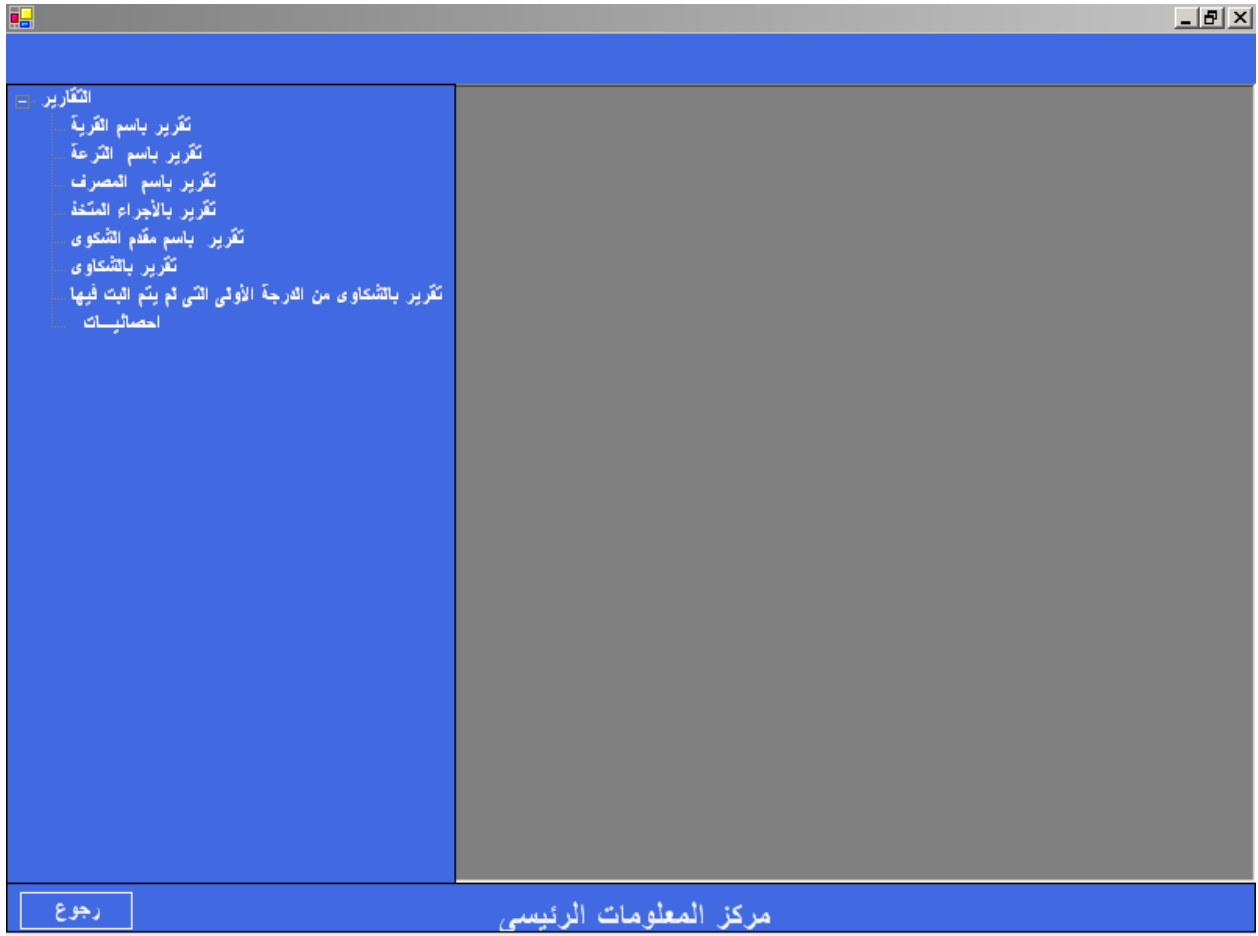 التقارير
تقرير باسم القرية
تقرير باسم الترعة
تقرير باسم المصرف
تقرير بالأجراء المتخذ
تقرير باسم مقدم الشكوى
تقرير بالشكاوى
تقرير بالشكاوى من الدرجة الأولى التى لم يتم البت فيها
احصائيـــات
رجوع
مركز المعلومات الرئيسى